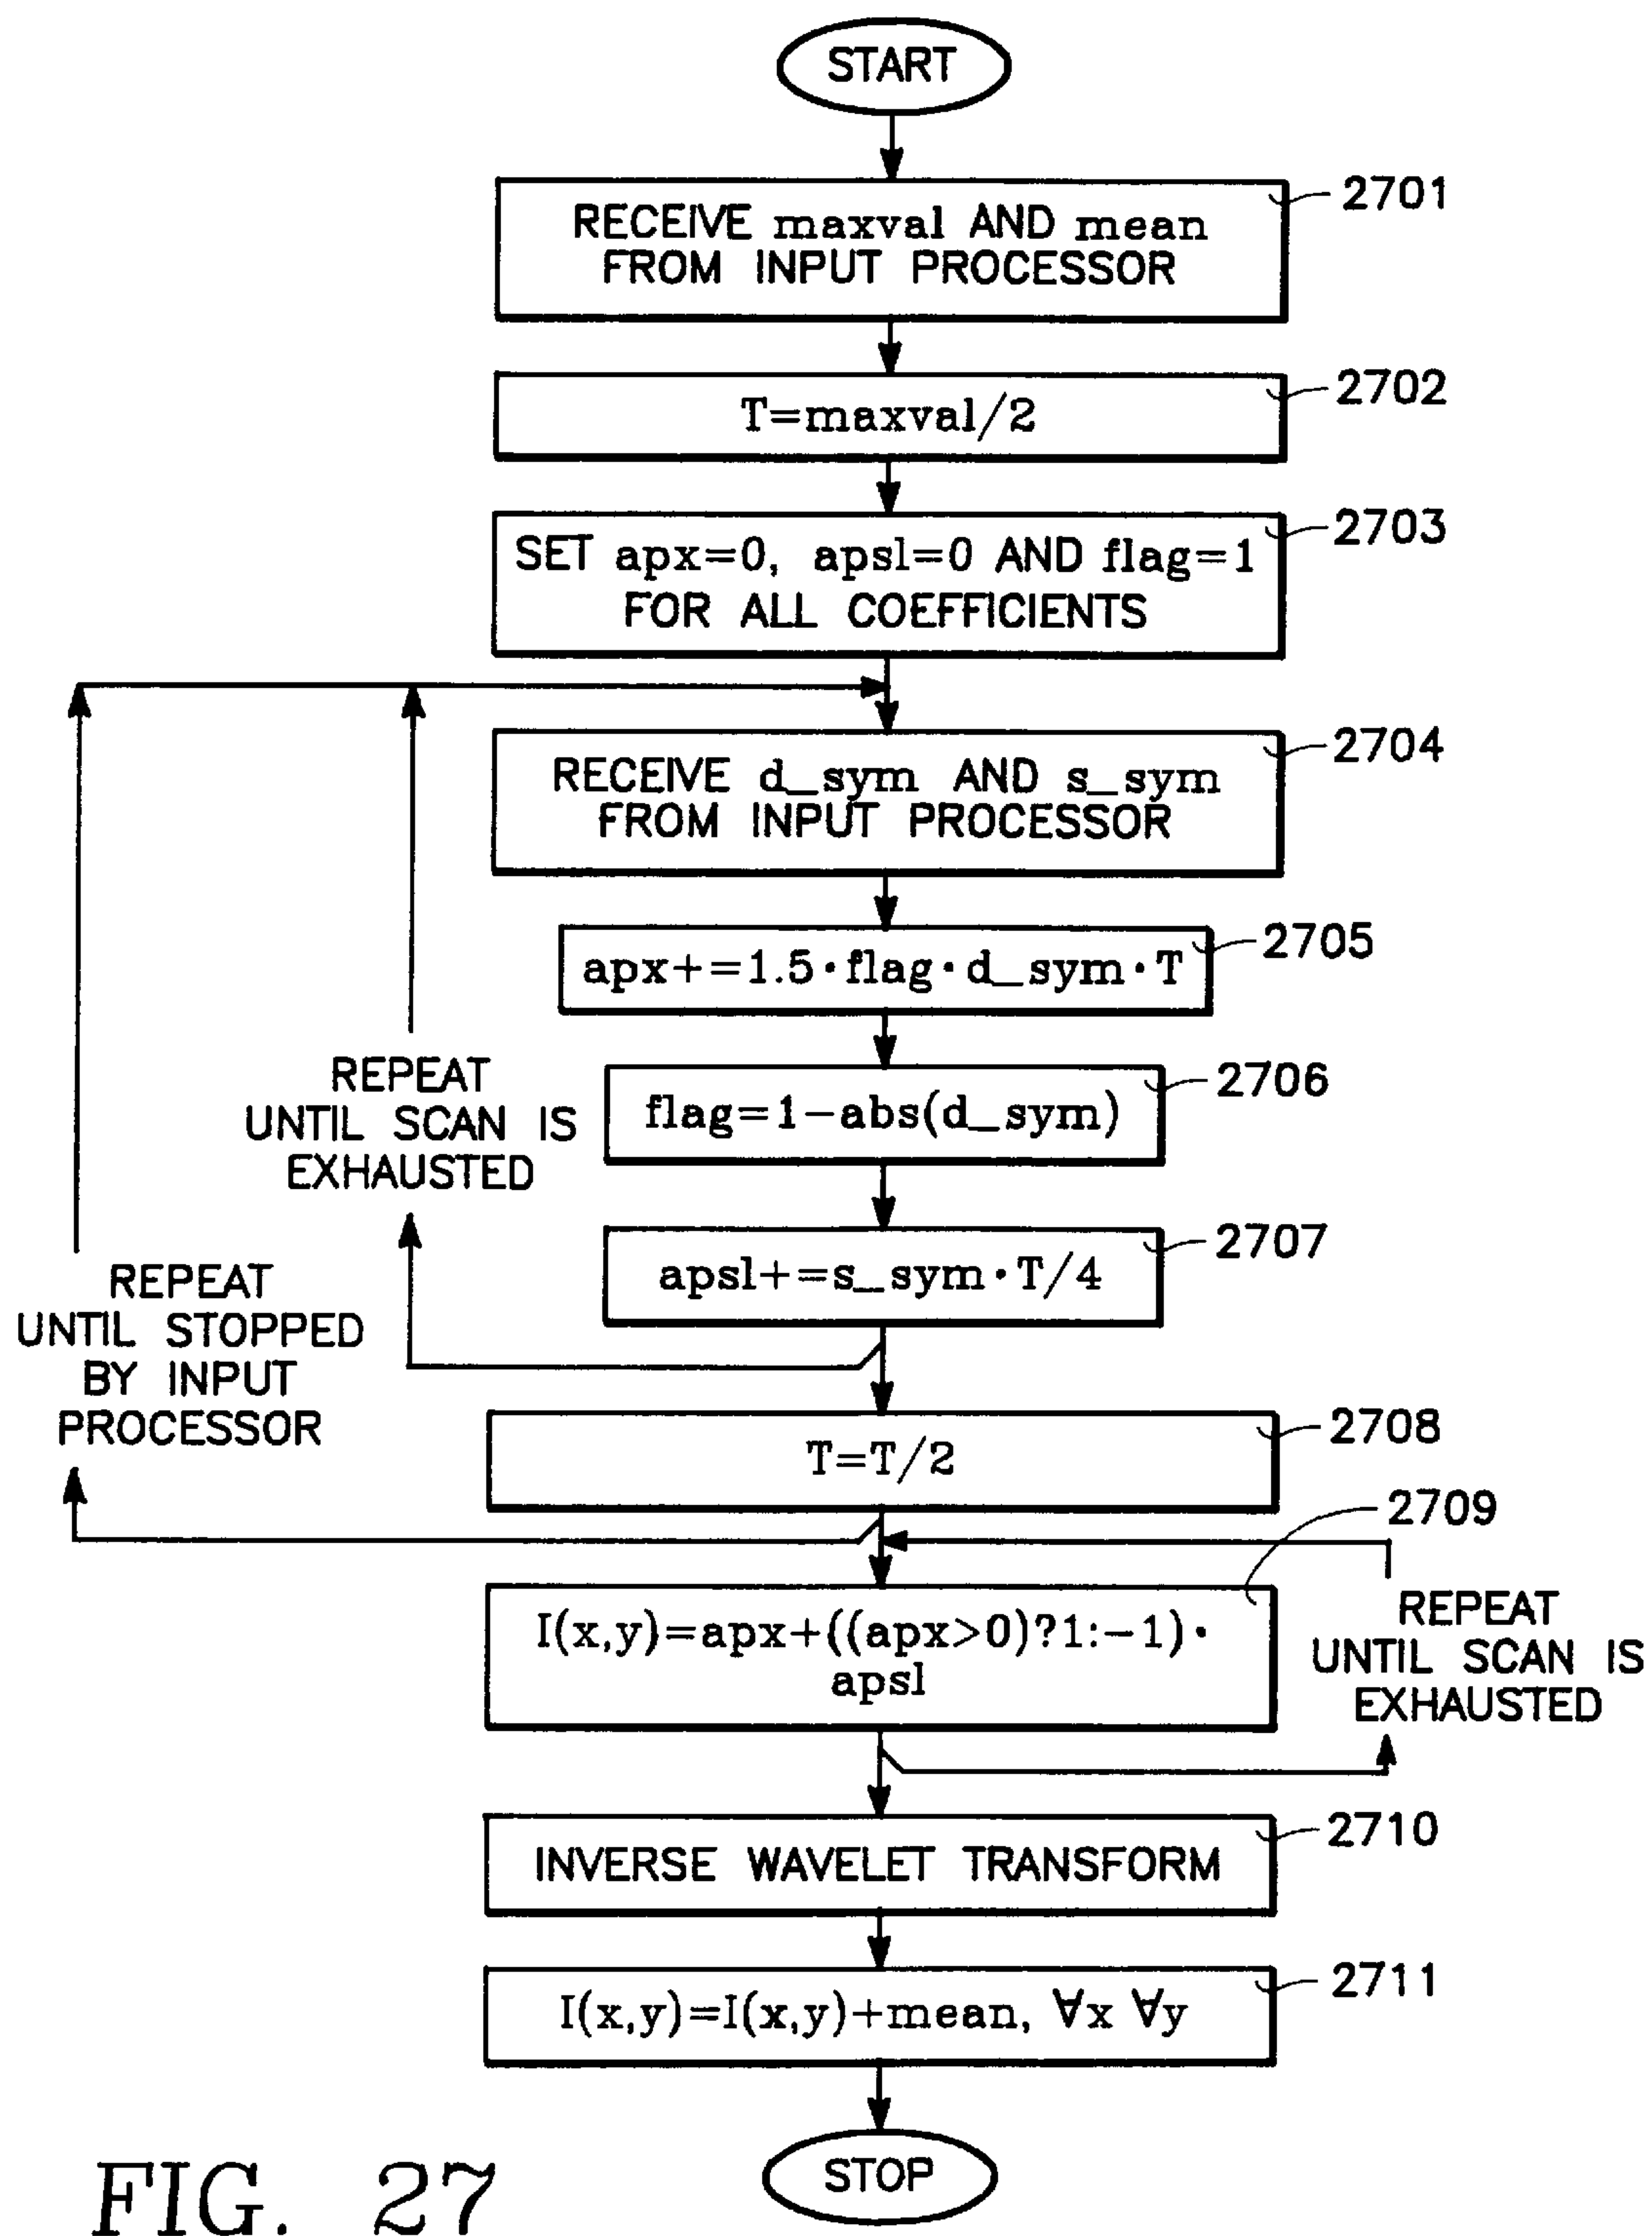 START
RECEIVE maxval AND mean
FROM INPUT PROCESSOR
2701
T=maxval/2
2702
SET apx=0, apsl=0 AND flag=1
FOR ALL COEFFICIENTS
2703
RECEIVE d_sym AND s_sym
FROM INPUT PROCESSOR
2704
apx+=1.5·flag·d_sym·T
2705
REPEAT
UNTIL SCAN IS
EXHAUSTED
flag=1-abs(d_sym)
2706
apsl+=s_sym·T/4
2707
REPEAT
UNTIL STOPPED
BY INPUT
PROCESSOR
T=T/2
2708
2709
I(x,y)=apx+((apx>0)?1:-1)·
apsl
REPEAT
UNTIL SCAN IS
EXHAUSTED
INVERSE WAVELET TRANSFORM
2710
I(x,y)=I(x,y)+mean, ∀x ∀y
2711
STOP
FIG. 27